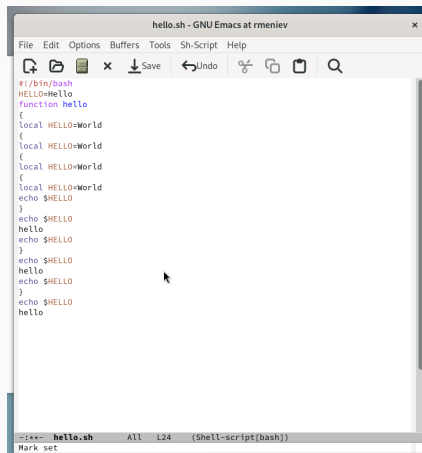 hello.sh - GNU Emacs at rmeniev ×
File Edit Options Buffers Tools Sh-Script Help
Save Undo
#!/bin/bash
HELLO=Hello
function hello
{
local HELLO=World
{
local HELLO=World
{
local HELLO=World
{
local HELLO=World
echo $HELLO
}
echo $HELLO
hello
echo $HELLO
}
echo $HELLO
hello
echo $HELLO
}
echo $HELLO
hello
-:**- hello.sh All L24 (Shell-script[bash])
Mark set